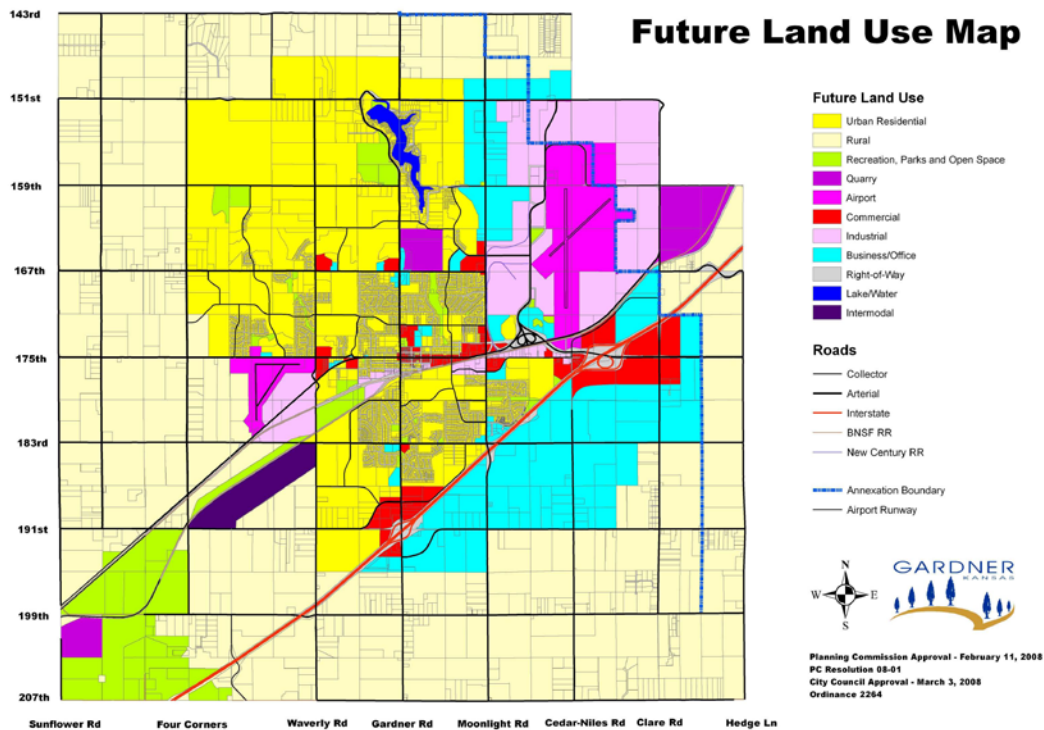 Future Land Use Map
143rd
151st
159th
167th
175th
183rd
191st
199th
207th
Sunflower Rd
Four Corners
Waverly Rd
Gardner Rd
Moonlight Rd
Cedar-Niles Rd
Clare Rd
Hedge Ln
Future Land Use
Urban Residential
Rural
Recreation, Parks and Open Space
Quarry
Airport
Commercial
Industrial
Business/Office
Right-of-Way
Lake/Water
Intermodal
Roads
Collector
Arterial
Interstate
BNSF RR
New Century RR
Annexation Boundary
Airport Runway
N
W
E
S
GARDNER
KANSAS
Planning Commission Approval - February 11, 2008
PC Resolution 08-01
City Council Approval - March 3, 2008
Ordinance 2264